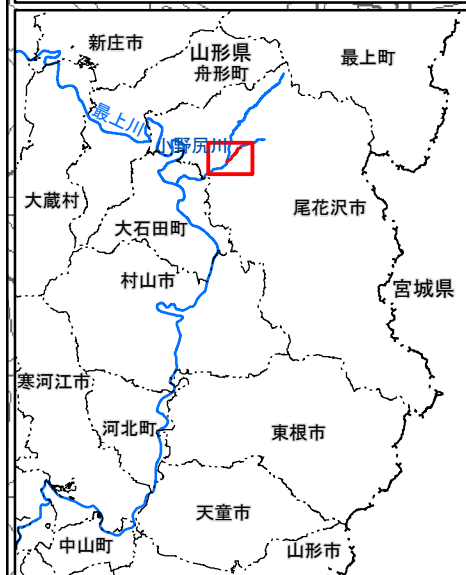 新庄市
山形県
舟形町
最上町
最上川
小野尻川
大蔵村
尾花沢市
大石田町
村山市
宮城県
寒河江市
河北町
東根市
天童市
中山町
山形市